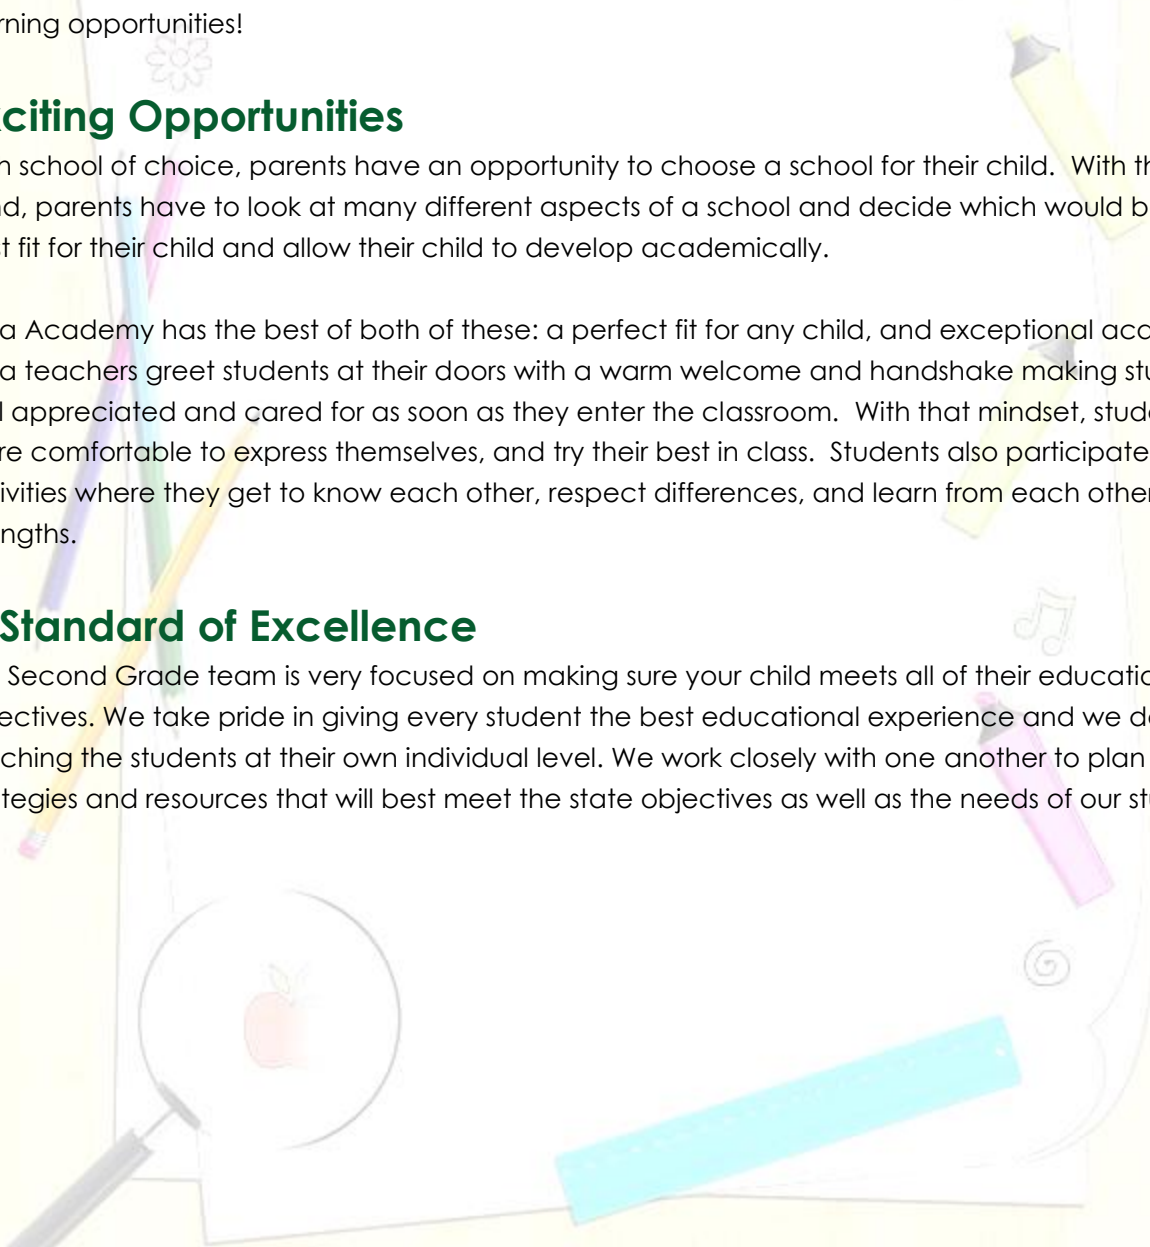 rning opportunities!
citing Opportunities
n school of choice, parents have an opportunity to choose a school for their child.  With th
nd, parents have to look at many different aspects of a school and decide which would b
t fit for their child and allow their child to develop academically.
a Academy has the best of both of these: a perfect fit for any child, and exceptional aca
a teachers greet students at their doors with a warm welcome and handshake making stu
l appreciated and cared for as soon as they enter the classroom.  With that mindset, stude
re comfortable to express themselves, and try their best in class.  Students also participate
ivities where they get to know each other, respect differences, and learn from each other
ngths.
Standard of Excellence
Second Grade team is very focused on making sure your child meets all of their educatio
ectives. We take pride in giving every student the best educational experience and we do
ching the students at their own individual level. We work closely with one another to plan
tegies and resources that will best meet the state objectives as well as the needs of our stu